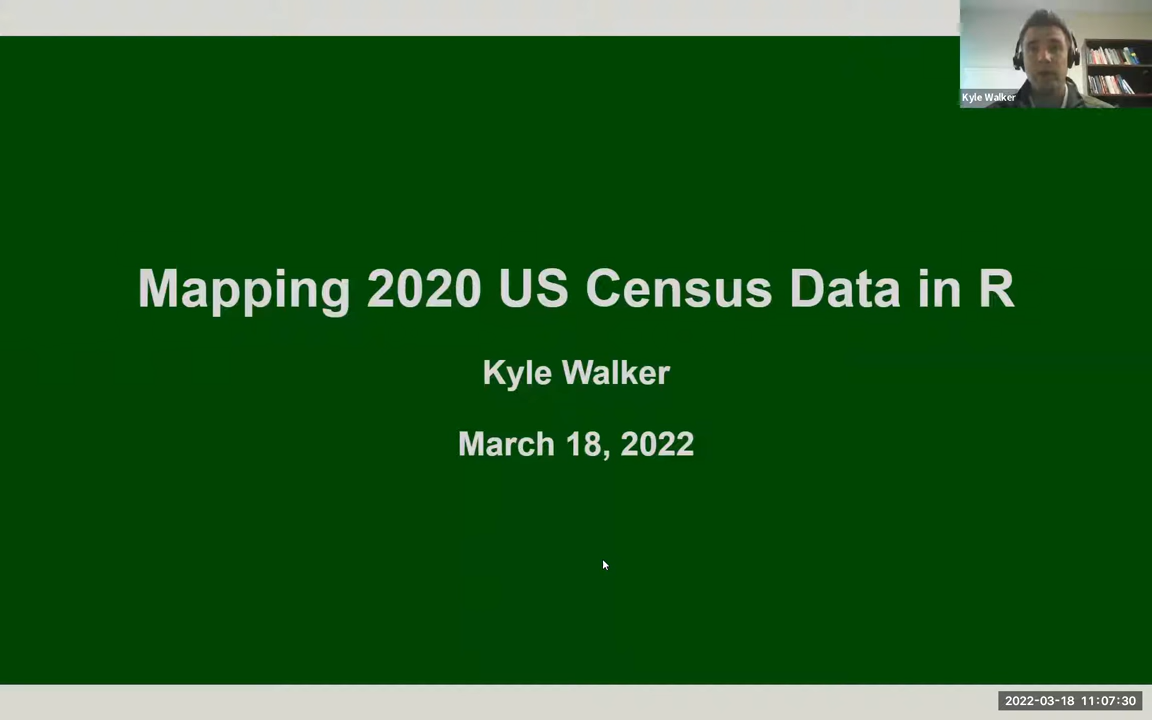 Kyle Walker
Mapping 2020 US Census Data in R
Kyle Walker
March 18, 2022
2022-03-18 11:07:30